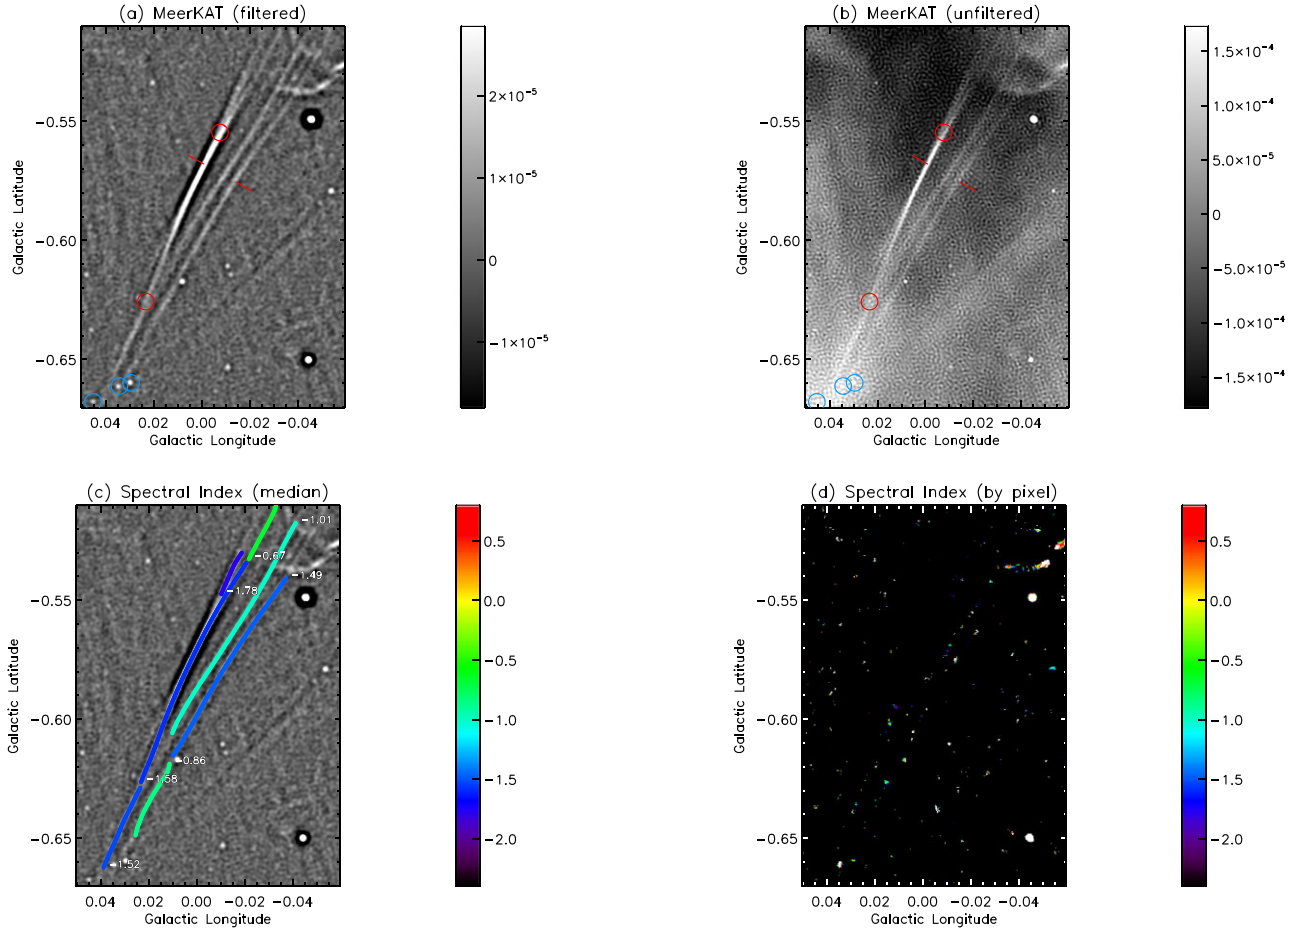 (a) MeerKAT (filtered)
(b) MeerKAT (unfiltered)
Galactic Latitude
-0.55
-0.60
-0.65
0.04 0.02 0.00 -0.02 -0.04
Galactic Longitude
2×10⁻⁵
1×10⁻⁵
0
-1×10⁻⁵
Galactic Latitude
-0.55
-0.60
-0.65
0.04 0.02 0.00 -0.02 -0.04
Galactic Longitude
1.5×10⁻⁴
1.0×10⁻⁴
5.0×10⁻⁵
0
-5.0×10⁻⁵
-1.0×10⁻⁴
-1.5×10⁻⁴
(c) Spectral Index (median)
(d) Spectral Index (by pixel)
Galactic Latitude
-0.55
-0.60
-0.65
-1.01
-0.67
-1.49
-1.78
-0.86
-1.58
-1.52
0.04 0.02 0.00 -0.02 -0.04
Galactic Longitude
0.5
0.0
-0.5
-1.0
-1.5
-2.0
Galactic Latitude
-0.55
-0.60
-0.65
0.04 0.02 0.00 -0.02 -0.04
Galactic Longitude
0.5
0.0
-0.5
-1.0
-1.5
-2.0